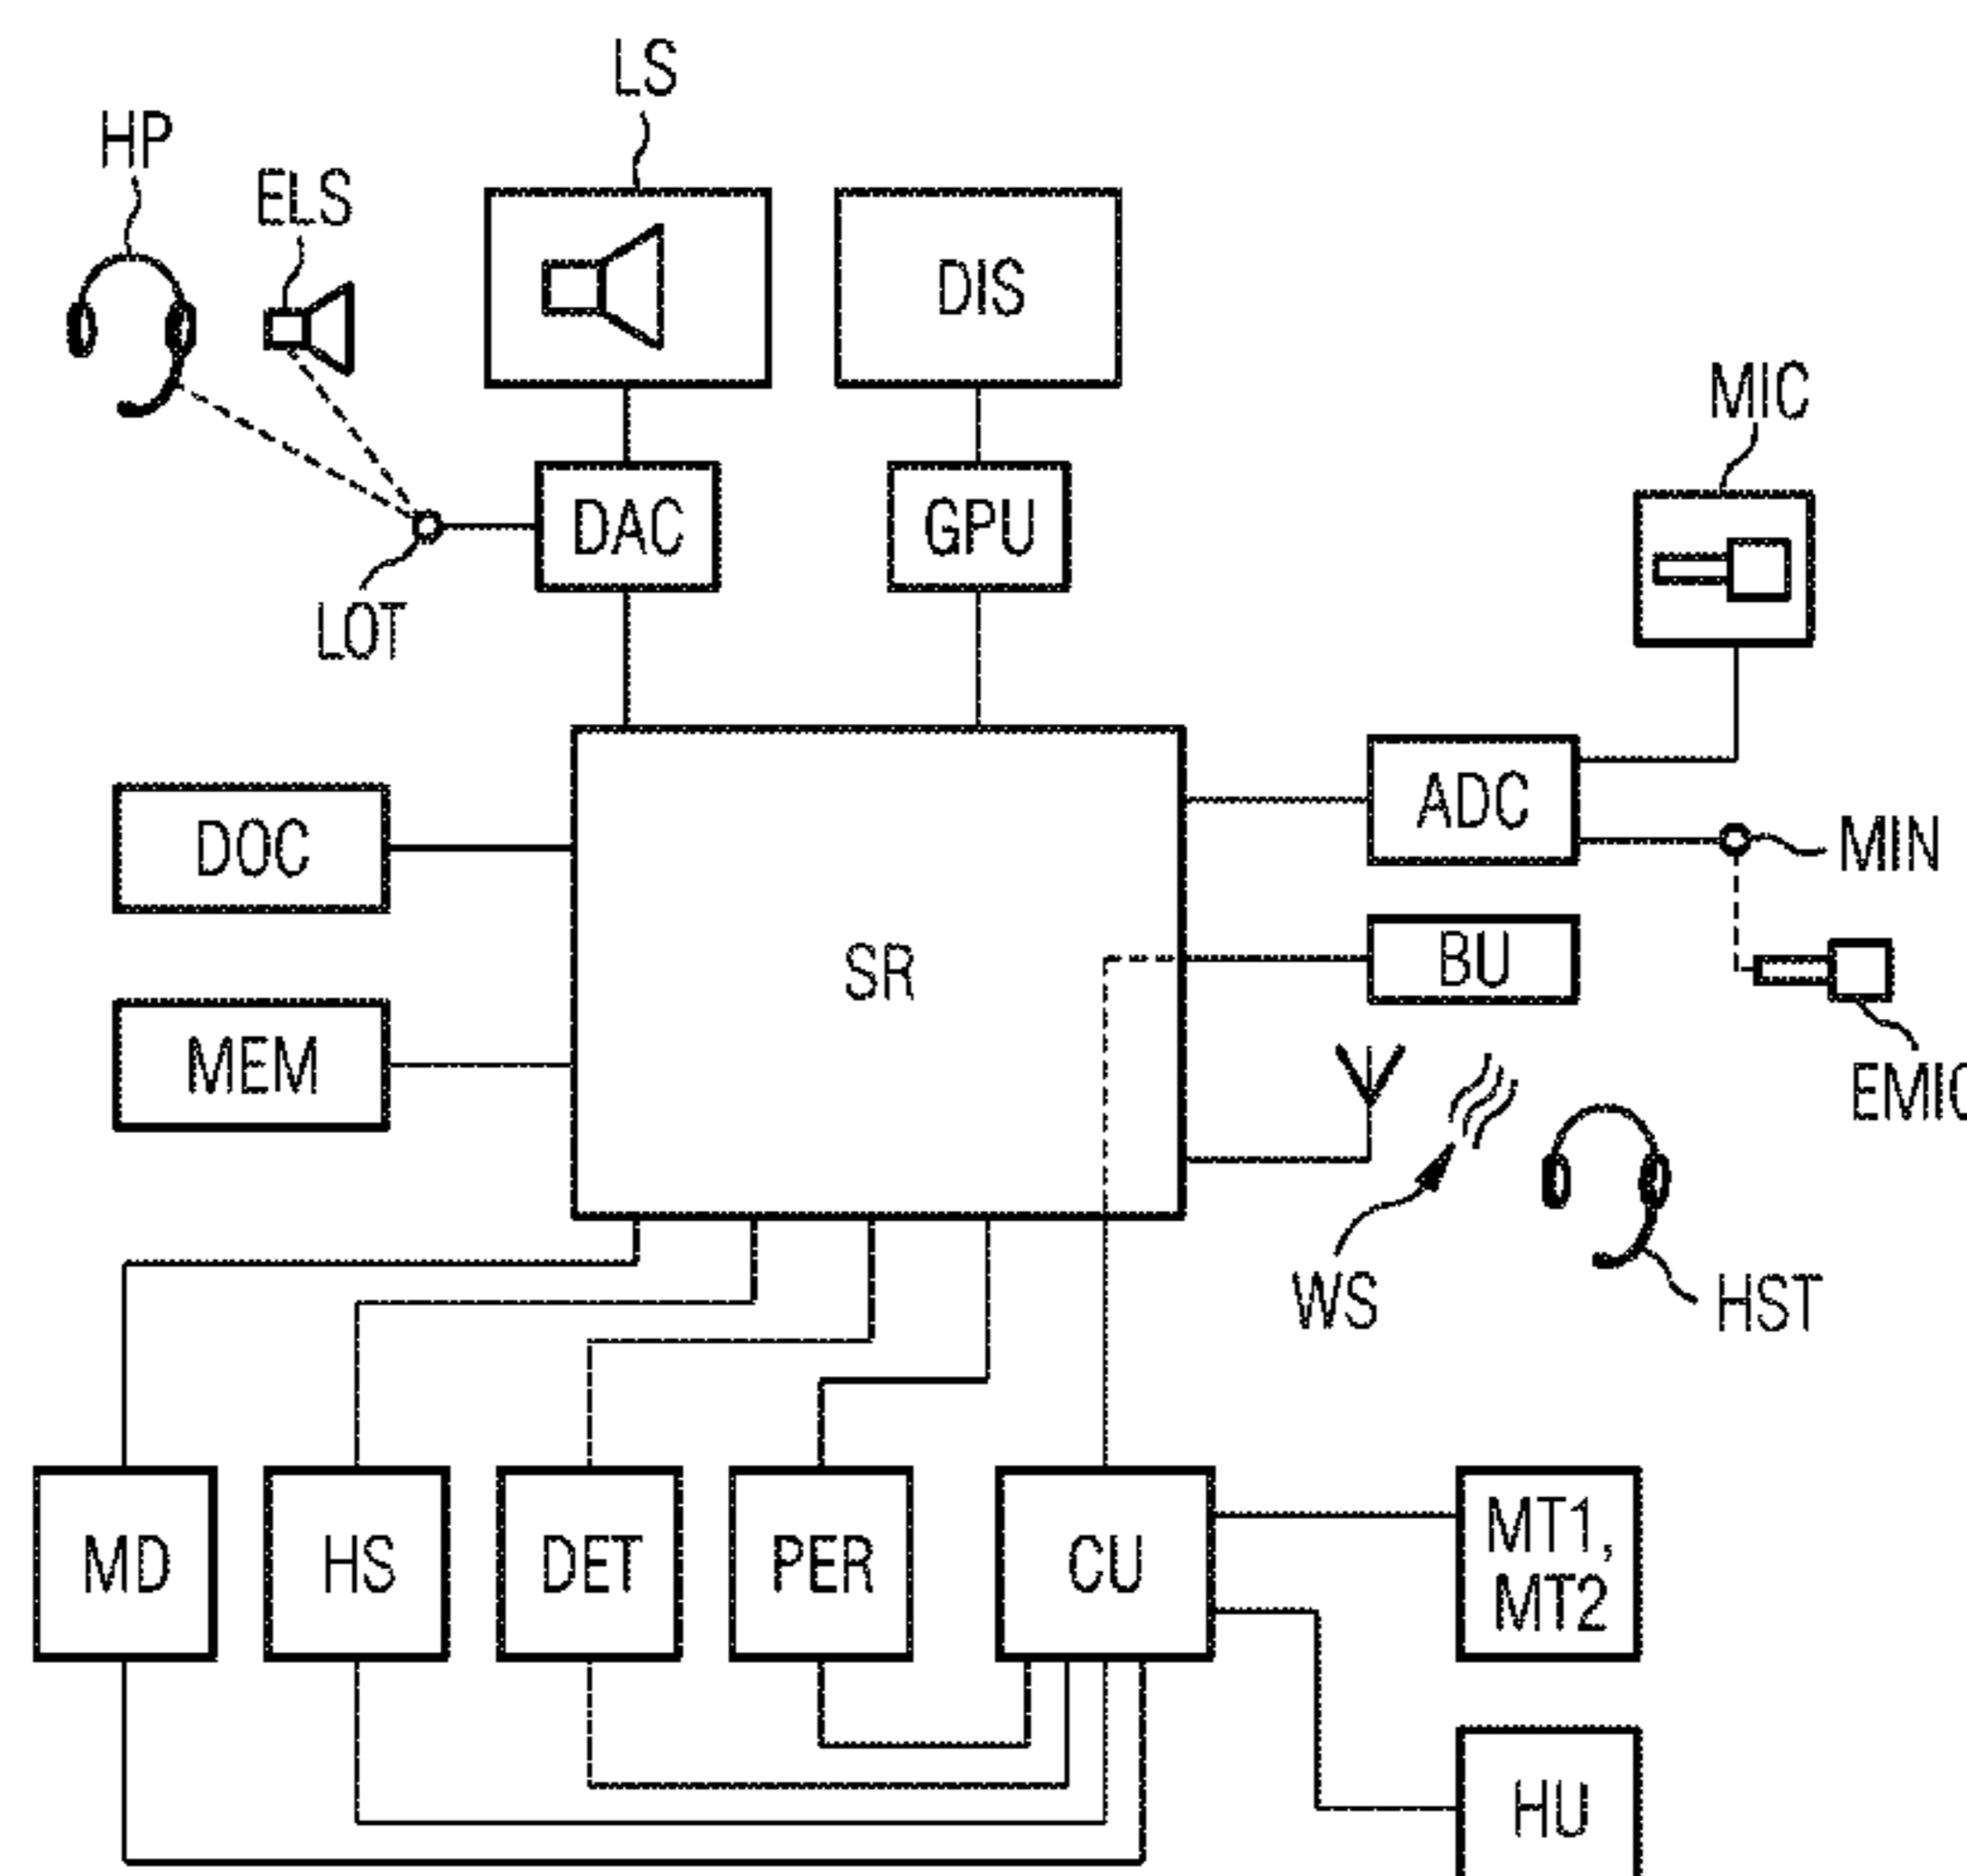 LS
HP
ELS
DIS
MIC
DAC
GPU
LOT
ADC
DOC
MIN
SR
BU
MEM
EMIC
WS
HST
MD
HS
DET
PER
CU
MT1,
MT2
HU